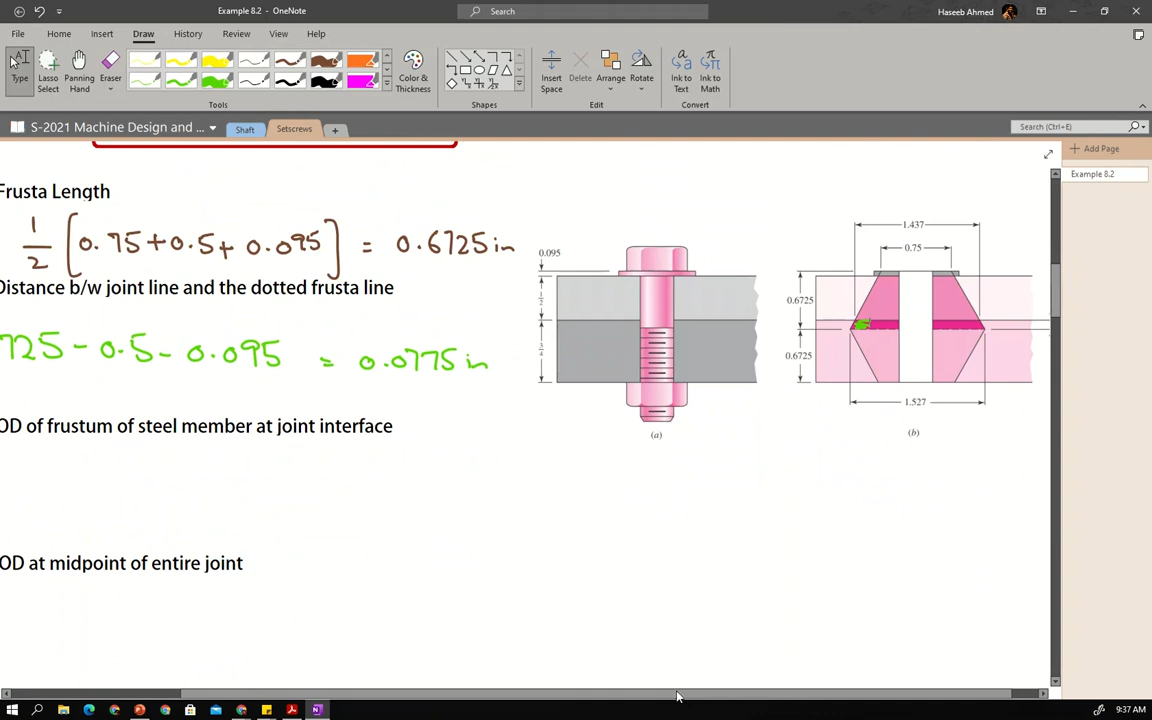 Example 8.2 - OneNote
Search
Haseeb Ahmed
File Home Insert Draw History Review View Help
Type
Lasso Select
Panning Hand
Eraser
Color & Thickness
Insert Space
Delete
Arrange
Rotate
Ink to Text
Ink to Math
Tools
Shapes
Edit
Convert
S-2021 Machine Design and ...
Shaft
Setscrews
Search (Ctrl+E)
Add Page
Example 8.2
Frusta Length
1/2 [0.75+0.5+ 0.095] = 0.6725 in
Distance b/w joint line and the dotted frusta line
725 - 0.5 - 0.095 = 0.0775 in
OD of frustum of steel member at joint interface
OD at midpoint of entire joint
0.095
1/2
3/4
(a)
1.437
0.75
0.6725
0.6725
1.527
(b)
9:37 AM